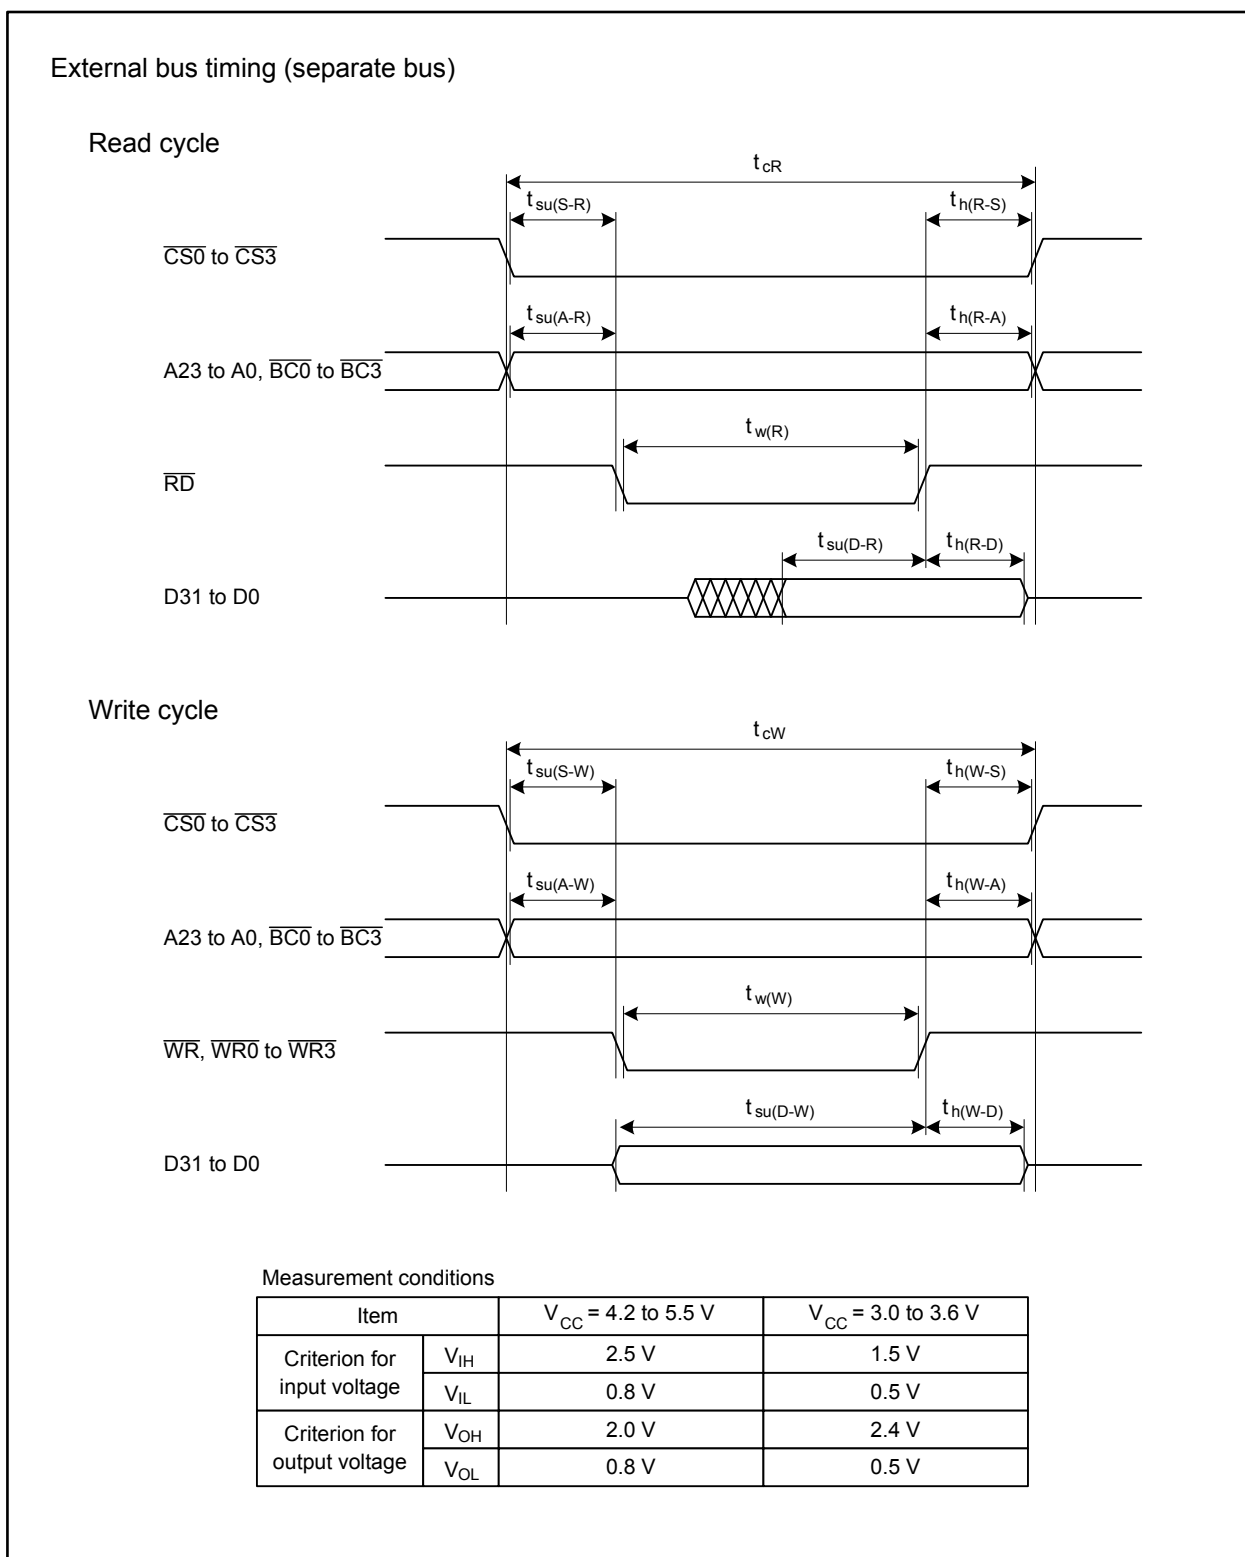 External bus timing (separate bus)
Read cycle
tcR
tsu(S-R)
th(R-S)
CS0 to CS3
tsu(A-R)
th(R-A)
A23 to A0, BC0 to BC3
tw(R)
RD
tsu(D-R)
th(R-D)
D31 to D0
Write cycle
tcW
tsu(S-W)
th(W-S)
CS0 to CS3
tsu(A-W)
th(W-A)
A23 to A0, BC0 to BC3
tw(W)
WR, WR0 to WR3
tsu(D-W)
th(W-D)
D31 to D0
Measurement conditions
Item VCC = 4.2 to 5.5 V VCC = 3.0 to 3.6 V
Criterion for input voltage VIH 2.5 V 1.5 V
VIL 0.8 V 0.5 V
Criterion for output voltage VOH 2.0 V 2.4 V
VOL 0.8 V 0.5 V